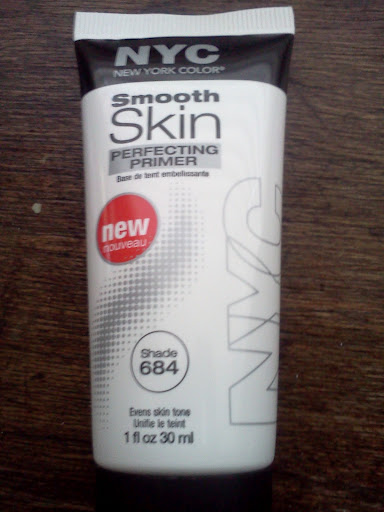 NYC
NEW YORK COLOR®
Smooth
Skin
PERFECTING
PRIMER
Base de teint embellissante
new
nouveau
NYC
Shade
684
Evens skin tone
Unifie le teint
1 fl oz 30 ml